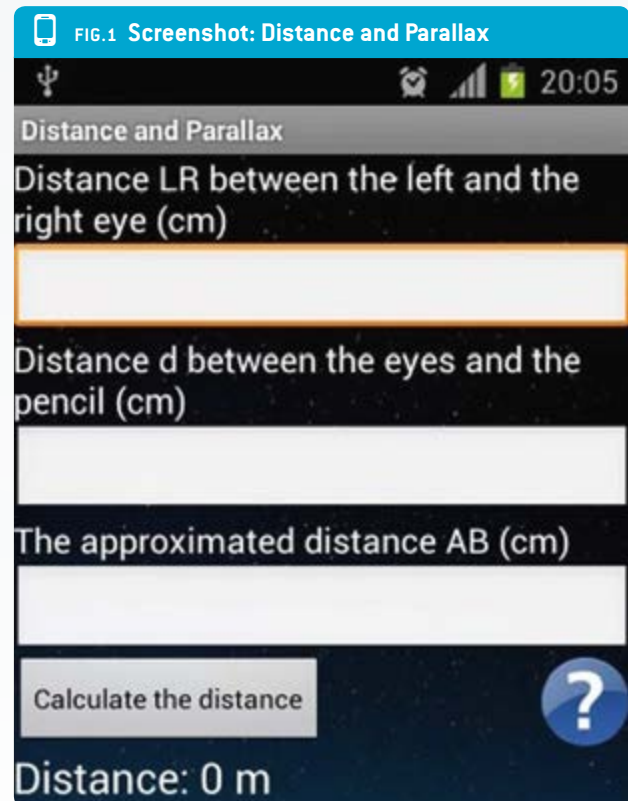 FIG.1 Screenshot: Distance and Parallax
20:05
Distance and Parallax
Distance LR between the left and the
right eye (cm)
Distance d between the eyes and the
pencil (cm)
The approximated distance AB (cm)
Calculate the distance
?
Distance: 0 m